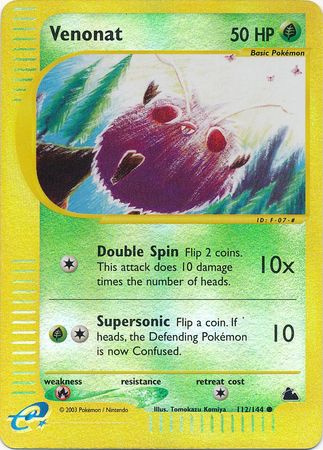 Venonat 50 HP
Basic Pokémon
ID: F-07-#
Double Spin Flip 2 coins.
This attack does 10 damage 10x
times the number of heads.
Supersonic Flip a coin. If
heads, the Defending Pokémon 10
is now Confused.
weakness resistance retreat cost
© 2003 Pokémon / Nintendo Illus. Tomokazu Komiya 112/144 ●
e